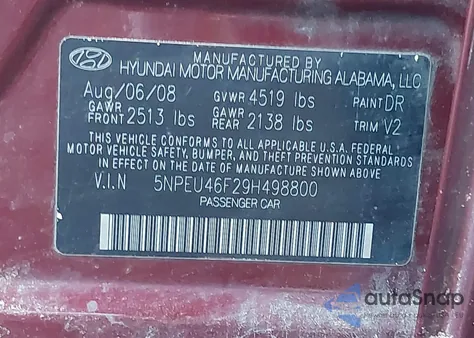 MANUFACTURED BY
HYUNDAI MOTOR MANUFACTURING ALABAMA, LLC
Aug/06/08 GVWR 4519 lbs PAINT DR
GAWR FRONT 2513 lbs GAWR REAR 2138 lbs TRIM V2
THIS VEHICLE CONFORMS TO ALL APPLICABLE U.S.A FEDERAL
MOTOR VEHICLE SAFETY, BUMPER, AND THEFT PREVENTION STANDARDS
IN EFFECT ON THE DATE OF MANUFACTURE SHOWN ABOVE.
V.I.N 5NPEU46F29H498800
PASSENGER CAR
autoSnap